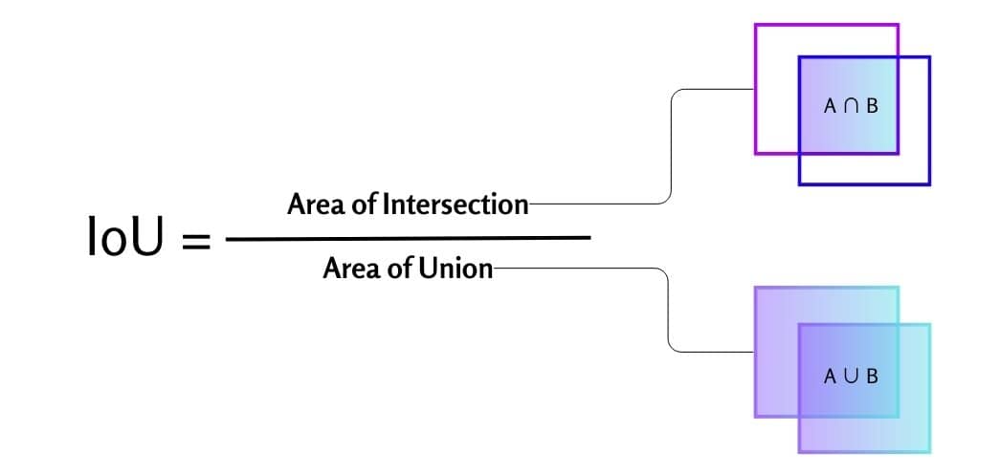 A ∩ B
Area of Intersection
IoU =
Area of Union
A ∪ B